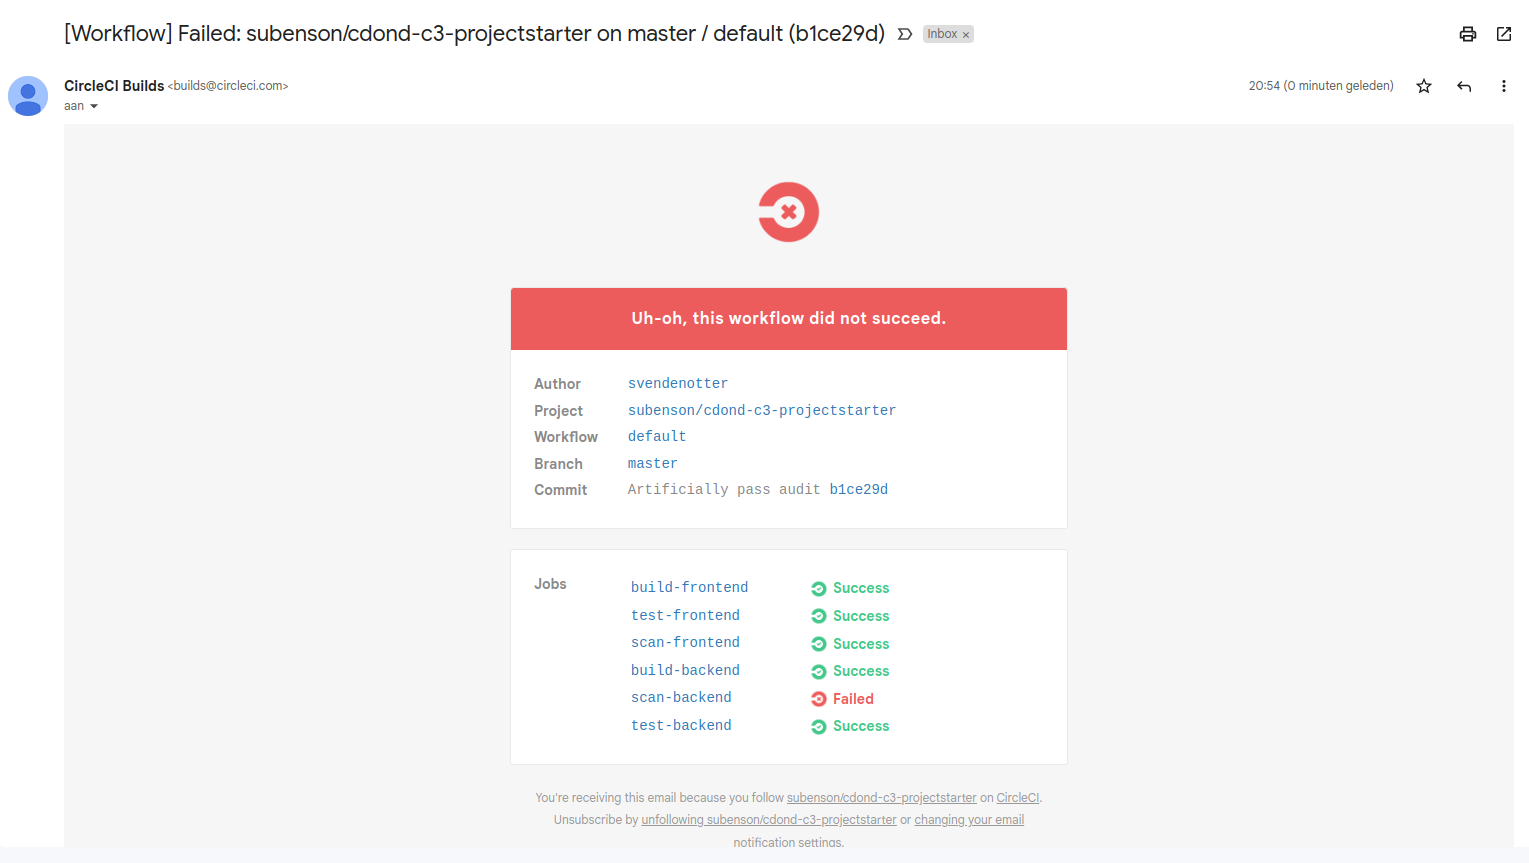 [Workflow] Failed: subenson/cdond-c3-projectstarter on master / default (b1ce29d) Inbox ×
CircleCI Builds <builds@circleci.com> 20:54 (0 minuten geleden)
aan
Uh-oh, this workflow did not succeed.
Author svendenotter
Project subenson/cdond-c3-projectstarter
Workflow default
Branch master
Commit Artificially pass audit b1ce29d
Jobs build-frontend Success
test-frontend Success
scan-frontend Success
build-backend Success
scan-backend Failed
test-backend Success
You're receiving this email because you follow subenson/cdond-c3-projectstarter on CircleCI.
Unsubscribe by unfollowing subenson/cdond-c3-projectstarter or changing your email
notification settings.